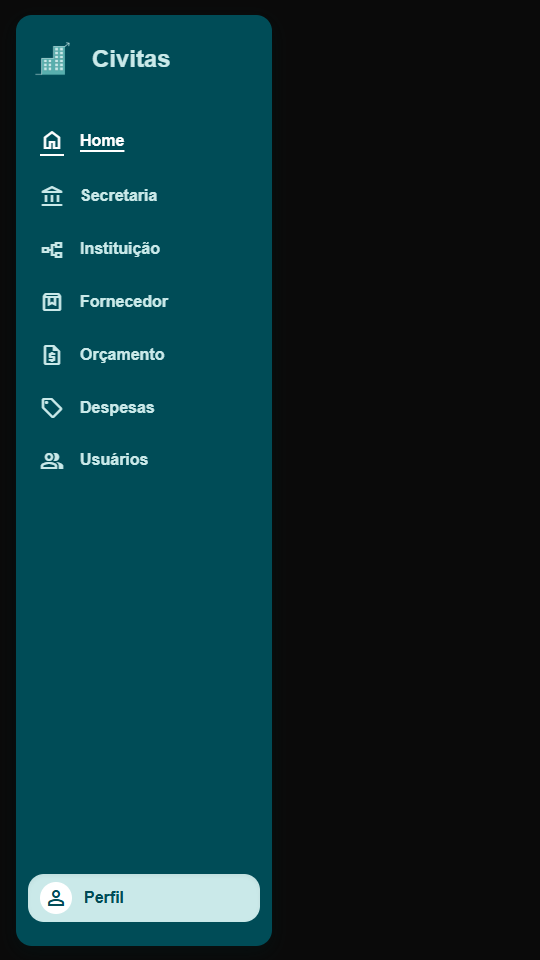 Civitas
Home
Secretaria
Instituição
Fornecedor
Orçamento
Despesas
Usuários
Perfil